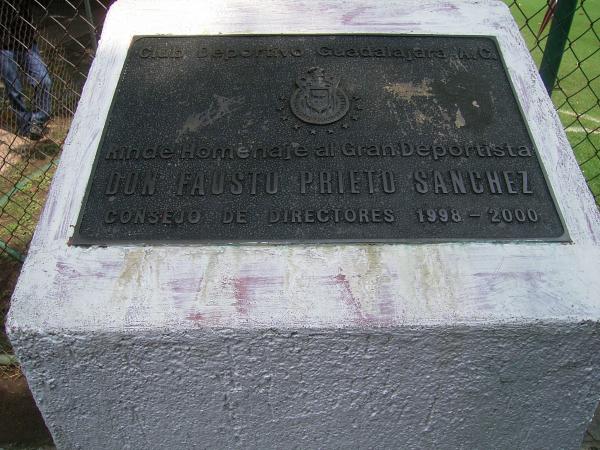 Club Deportivo Guadalajara, A.C.
Rinde Homenaje al Gran Deportista
DON FAUSTO PRIETO SANCHEZ
CONSEJO DE DIRECTORES 1998 - 2000